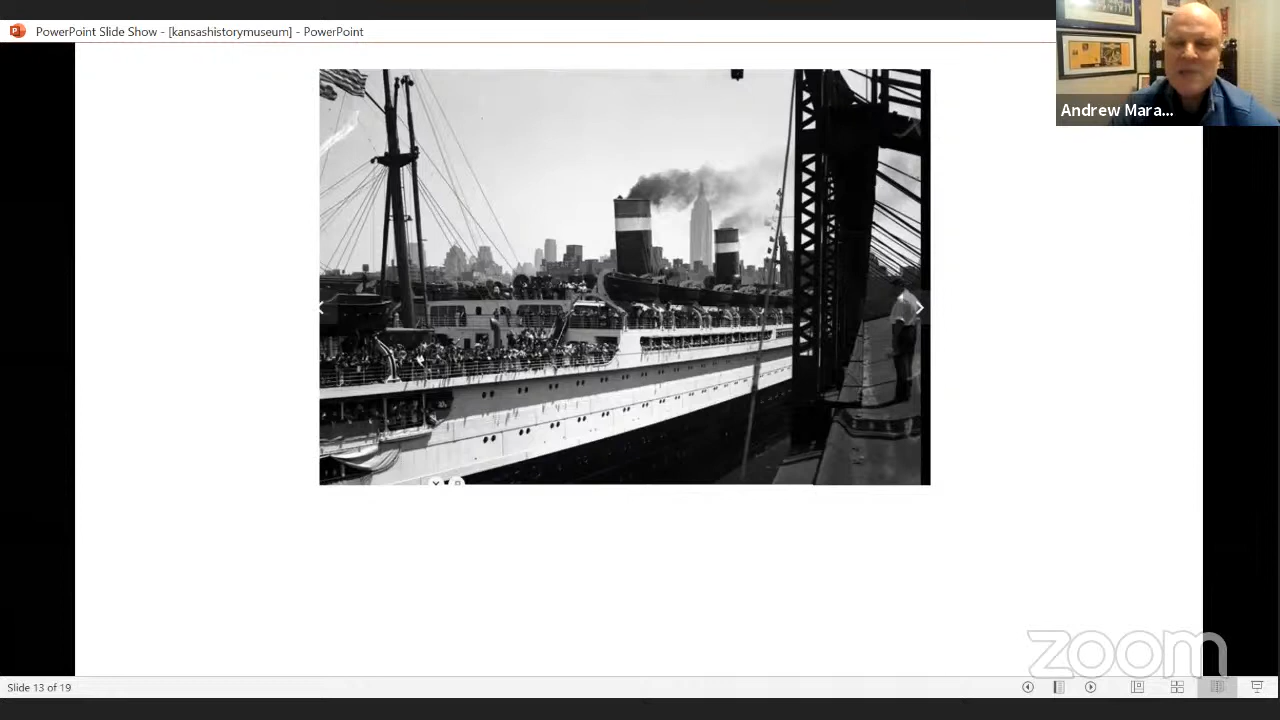 PowerPoint Slide Show - [kansashistorymuseum] - PowerPoint
Andrew Mara...
zoom
Slide 13 of 19